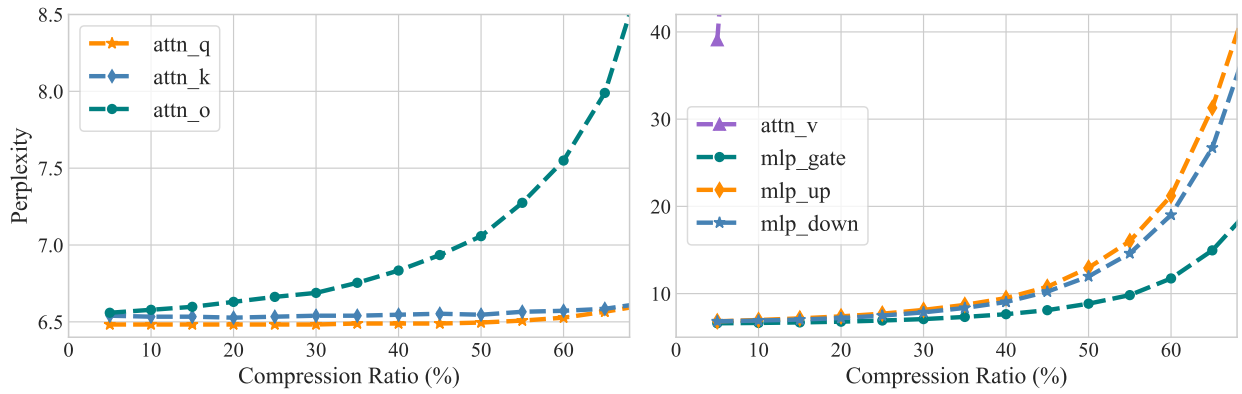 8.5
8.0
7.5
7.0
6.5
Perplexity
attn_q
attn_k
attn_o
0 10 20 30 40 50 60
Compression Ratio (%)
40
30
20
10
attn_v
mlp_gate
mlp_up
mlp_down
0 10 20 30 40 50 60
Compression Ratio (%)